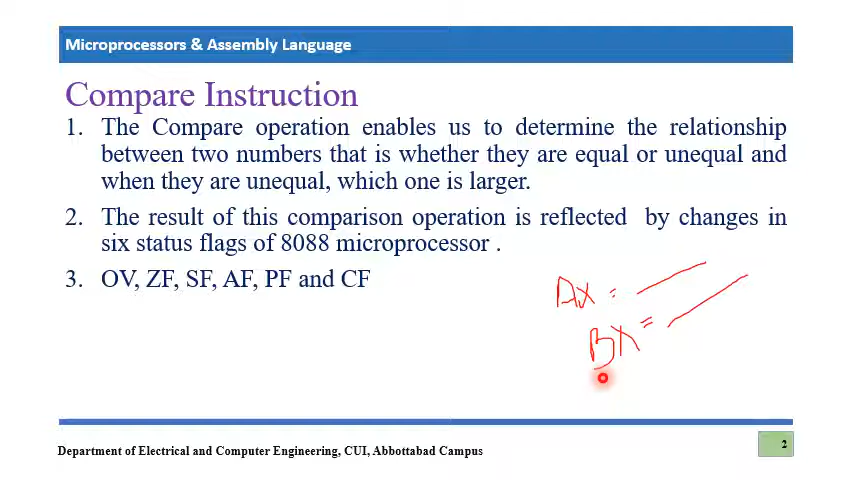 Microprocessors & Assembly Language
Compare Instruction
1. The Compare operation enables us to determine the relationship
between two numbers that is whether they are equal or unequal and
when they are unequal, which one is larger.
2. The result of this comparison operation is reflected by changes in
six status flags of 8088 microprocessor .
3. OV, ZF, SF, AF, PF and CF
AX =
BX =
Department of Electrical and Computer Engineering, CUI, Abbottabad Campus
2